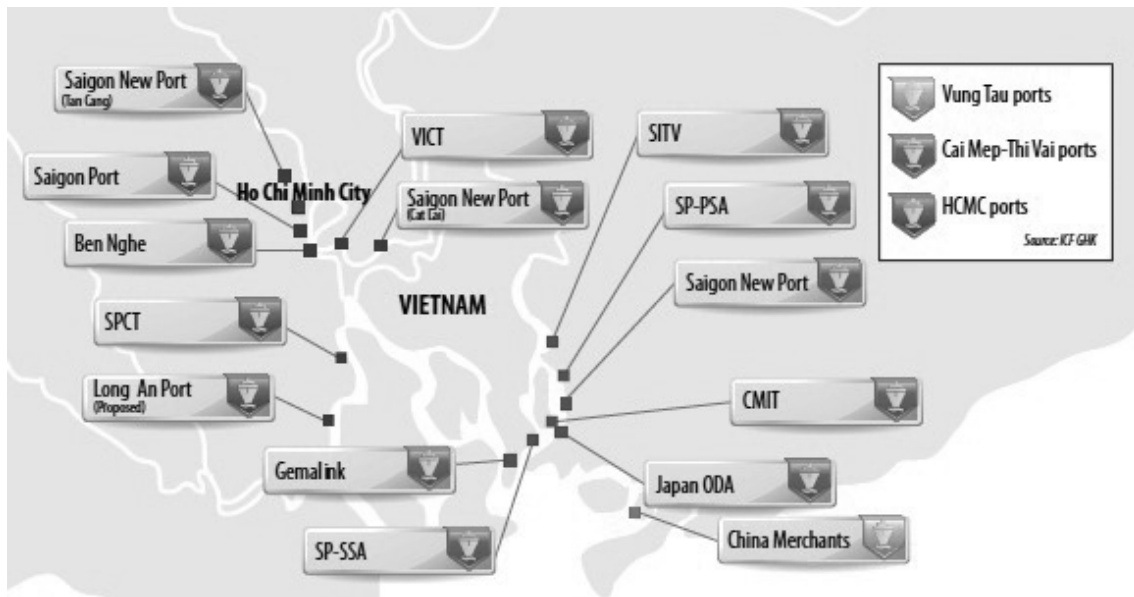 Saigon New Port
(Tan Cang)
Saigon Port
Ho Chi Minh City
Ben Nghe
VICT
Saigon New Port
(Cat Lai)
SITV
SP-PSA
Saigon New Port
Vung Tau ports
Cai Mep-Thi Vai ports
HCMC ports
Source: ICF GHK
VIETNAM
SPCT
Long An Port
(Proposed)
CMIT
Gemalink
Japan ODA
SP-SSA
China Merchants